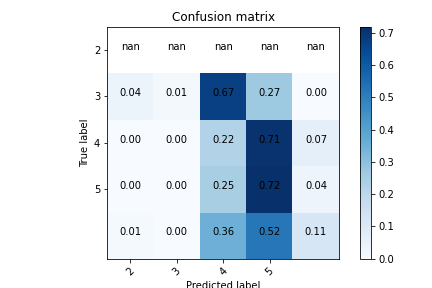 Confusion matrix
2 nan nan nan nan nan
3 0.04 0.01 0.67 0.27 0.00
4 0.00 0.00 0.22 0.71 0.07
5 0.00 0.00 0.25 0.72 0.04
0.01 0.00 0.36 0.52 0.11
2 3 4 5
True label
Predicted label
0.7
0.6
0.5
0.4
0.3
0.2
0.1
0.0